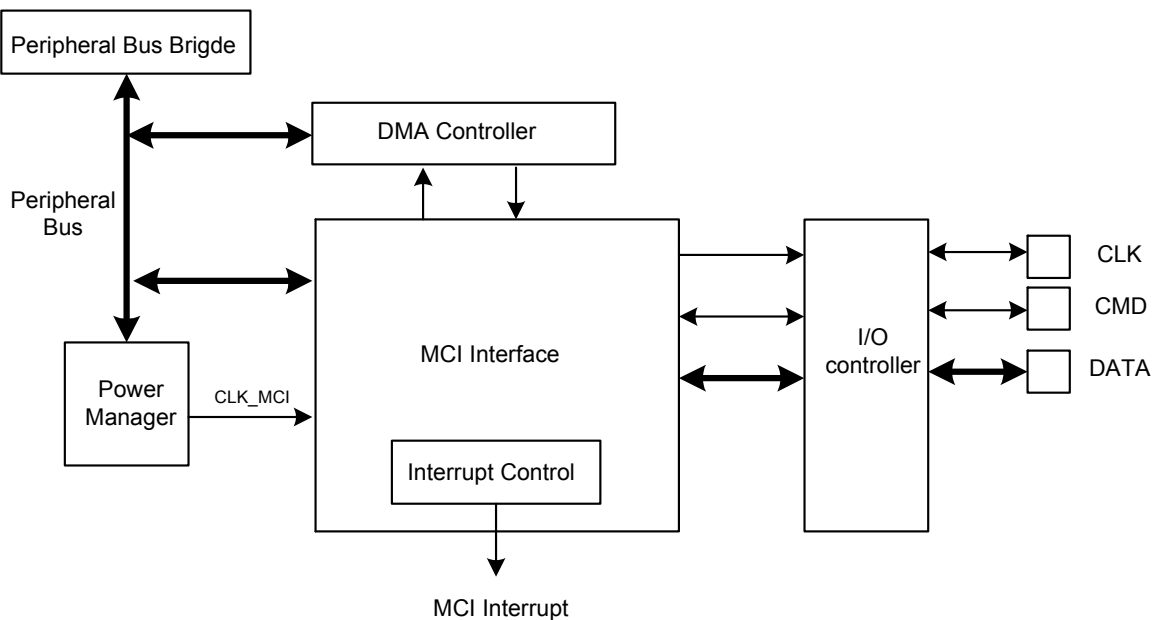 Peripheral Bus Brigde
DMA Controller
Peripheral
Bus
CLK
CMD
I/O
controller
MCI Interface
DATA
Power
Manager
CLK_MCI
Interrupt Control
MCI Interrupt